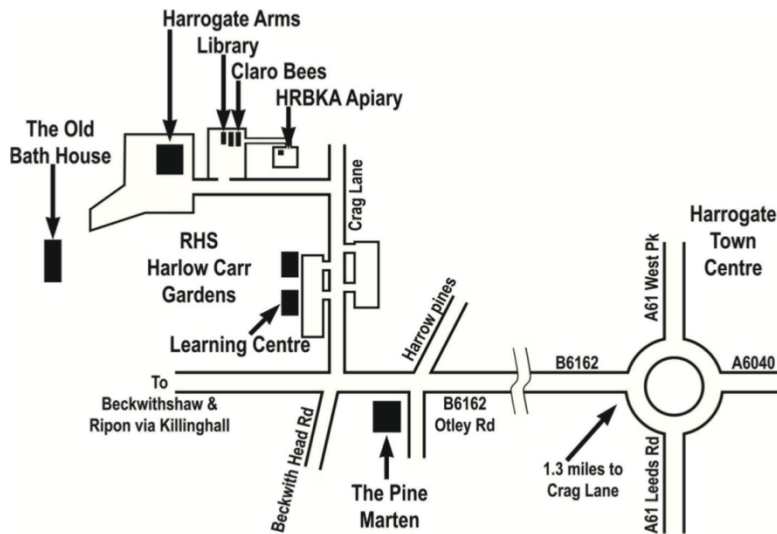 Harrogate Arms
Library
Claro Bees
HRBKA Apiary
The Old
Bath House
Crag Lane
RHS
Harlow Carr
Gardens
Learning Centre
Harrow pines
Harrogate
Town
Centre
A61 West Pk
To
Beckwithshaw &
Ripon via Killinghall
Beckwith Head Rd
B6162
Otley Rd
B6162
A6040
The Pine
Marten
1.3 miles to
Crag Lane
A61 Leeds Rd